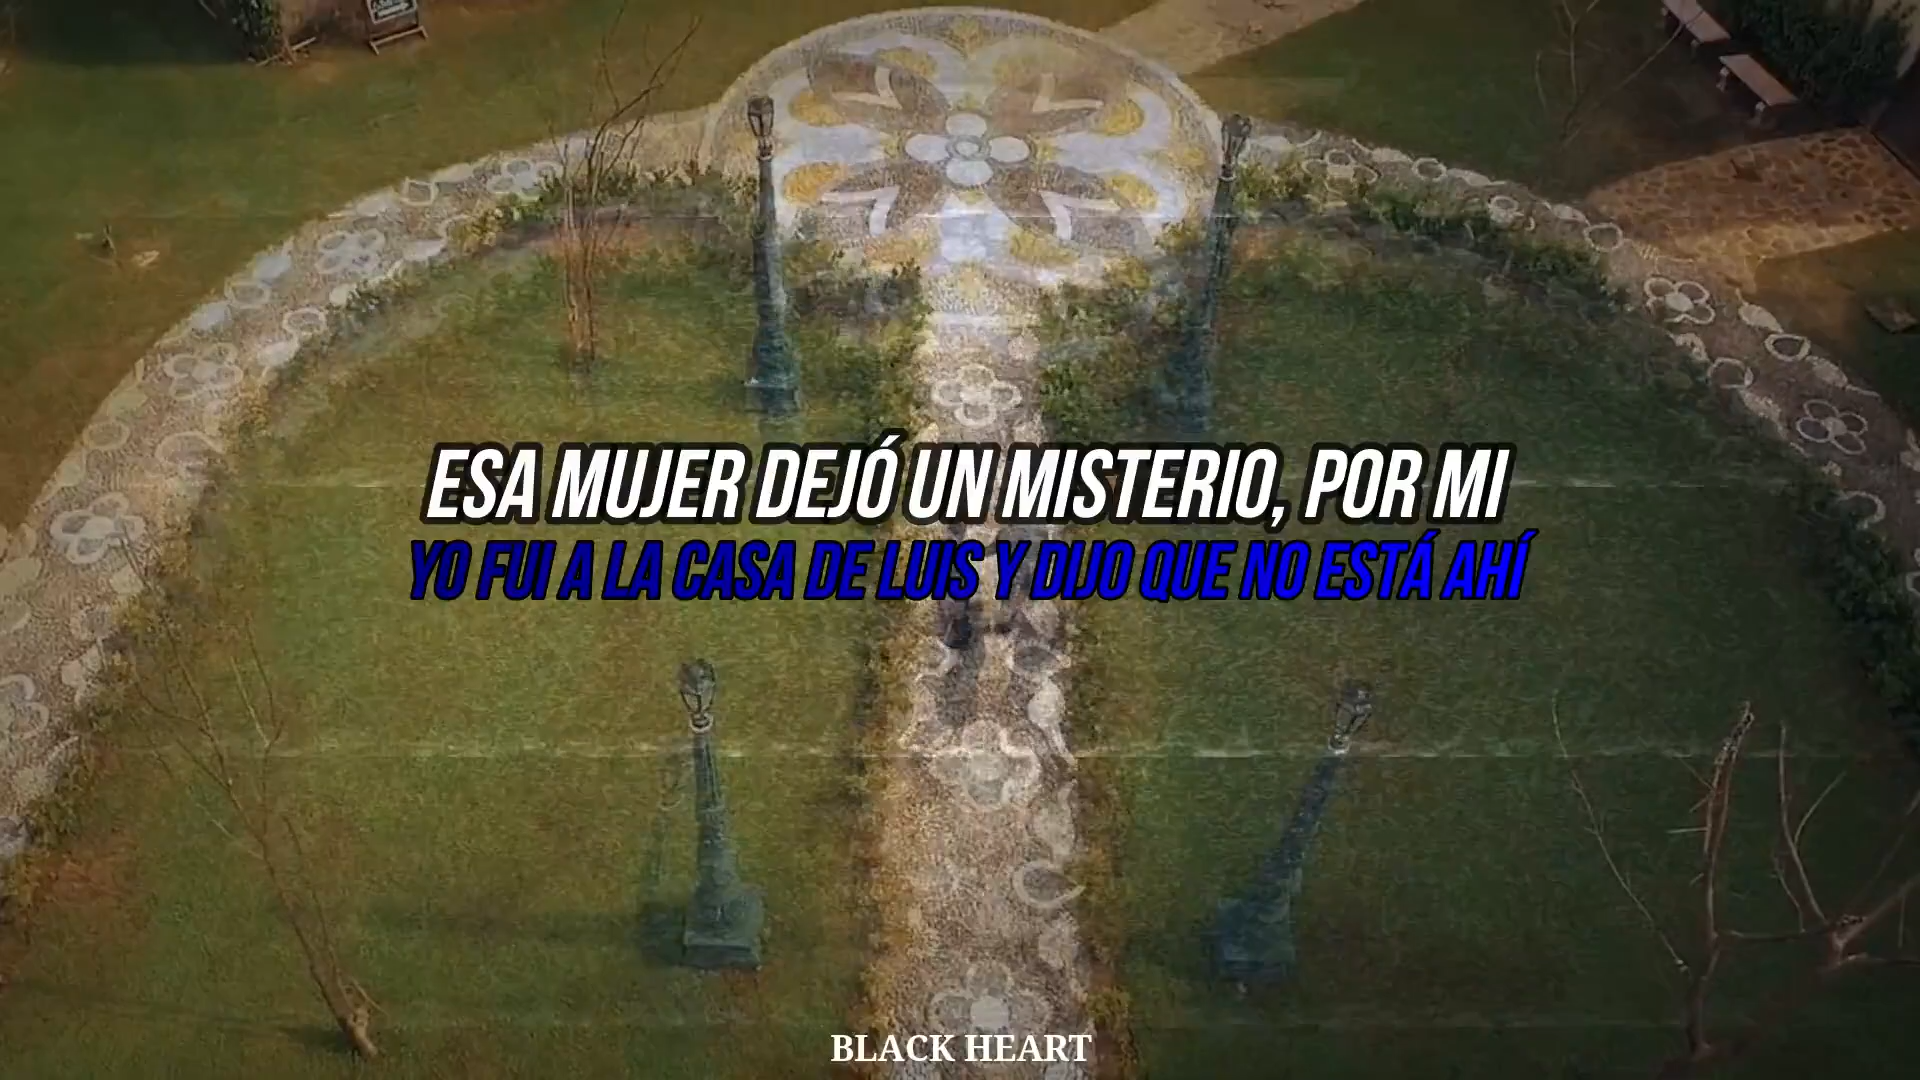 ESA MUJER DEJÓ UN MISTERIO, POR MI
YO FUI A LA CASA DE LUIS Y DIJO QUE NO ESTÁ AHÍ
BLACK HEART